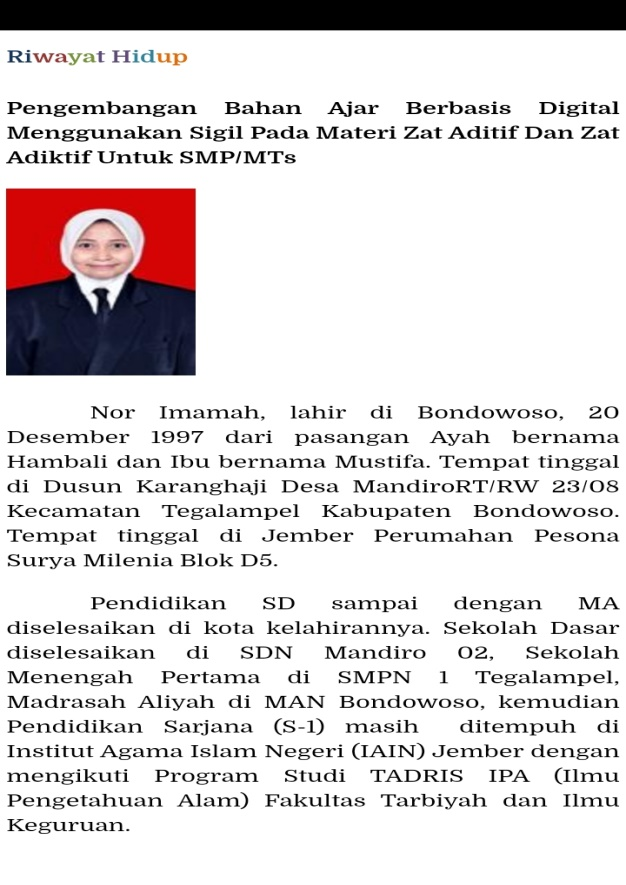 Riwayat Hidup
Pengembangan Bahan Ajar Berbasis Digital
Menggunakan Sigil Pada Materi Zat Aditif Dan Zat
Adiktif Untuk SMP/MTs
Nor Imamah, lahir di Bondowoso, 20
Desember 1997 dari pasangan Ayah bernama
Hambali dan Ibu bernama Mustifa. Tempat tinggal
di Dusun Karanghaji Desa MandiroRT/RW 23/08
Kecamatan Tegalampel Kabupaten Bondowoso.
Tempat tinggal di Jember Perumahan Pesona
Surya Milenia Blok D5.
Pendidikan SD sampai dengan MA
diselesaikan di kota kelahirannya. Sekolah Dasar
diselesaikan di SDN Mandiro 02, Sekolah
Menengah Pertama di SMPN 1 Tegalampel,
Madrasah Aliyah di MAN Bondowoso, kemudian
Pendidikan Sarjana (S-1) masih ditempuh di
Institut Agama Islam Negeri (IAIN) Jember dengan
mengikuti Program Studi TADRIS IPA (Ilmu
Pengetahuan Alam) Fakultas Tarbiyah dan Ilmu
Keguruan.